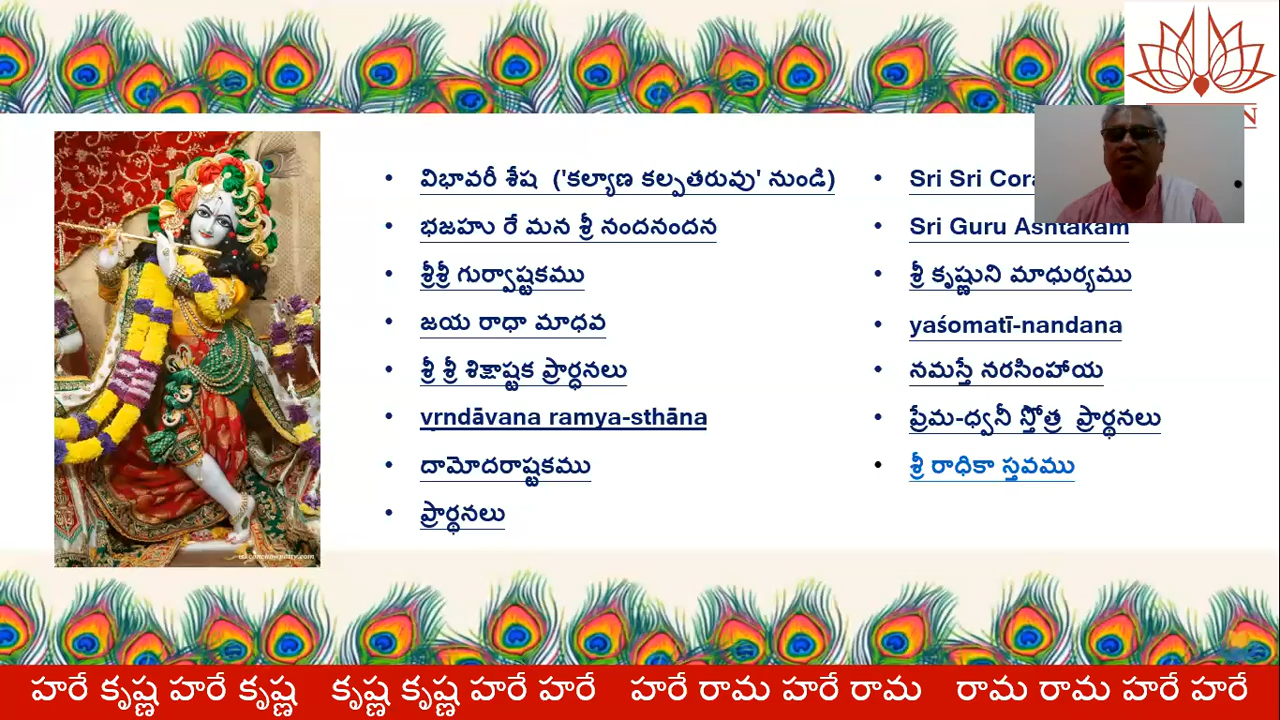 విభావరీ శేష ('కల్యాణ కల్పతరువు' నుండి)
భజహు రే మన శ్రీ నందనందన
శ్రీశ్రీ గుర్వాష్టకము
జయ రాధా మాధవ
శ్రీ శ్రీ శిక్షాష్టక ప్రార్ధనలు
vṛndāvana ramya-sthāna
దామోదరాష్టకము
ప్రార్థనలు
Sri Sri
Sri Guru Ashtakam
శ్రీ కృష్ణుని మాధుర్యము
yaśomatī-nandana
నమస్తే నరసింహాయ
ప్రేమ-ధ్వనీ స్తోత్ర ప్రార్థనలు
శ్రీ రాధికా స్తవము
హరే కృష్ణ హరే కృష్ణ కృష్ణ కృష్ణ హరే హరే హరే రామ హరే రామ రామ రామ హరే హరే